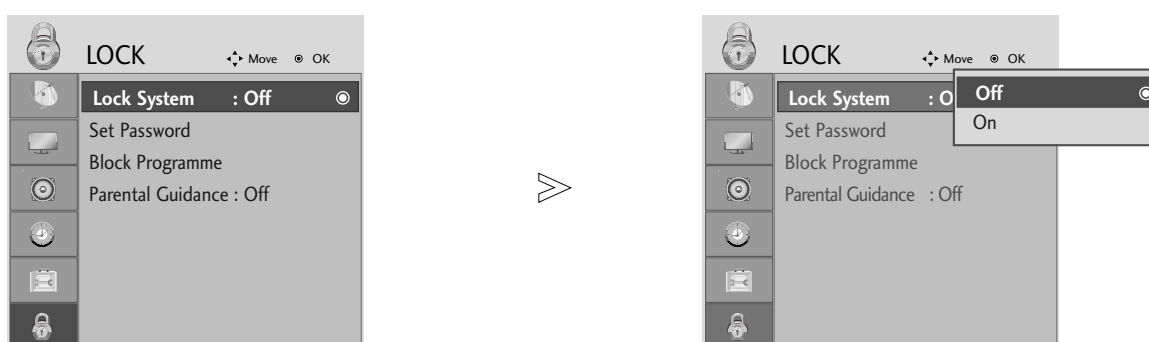 LOCK
Move OK
Lock System : Off
Set Password
Block Programme
Parental Guidance : Off
LOCK
Move OK
Lock System : O
Off
On
Set Password
Block Programme
Parental Guidance : Off